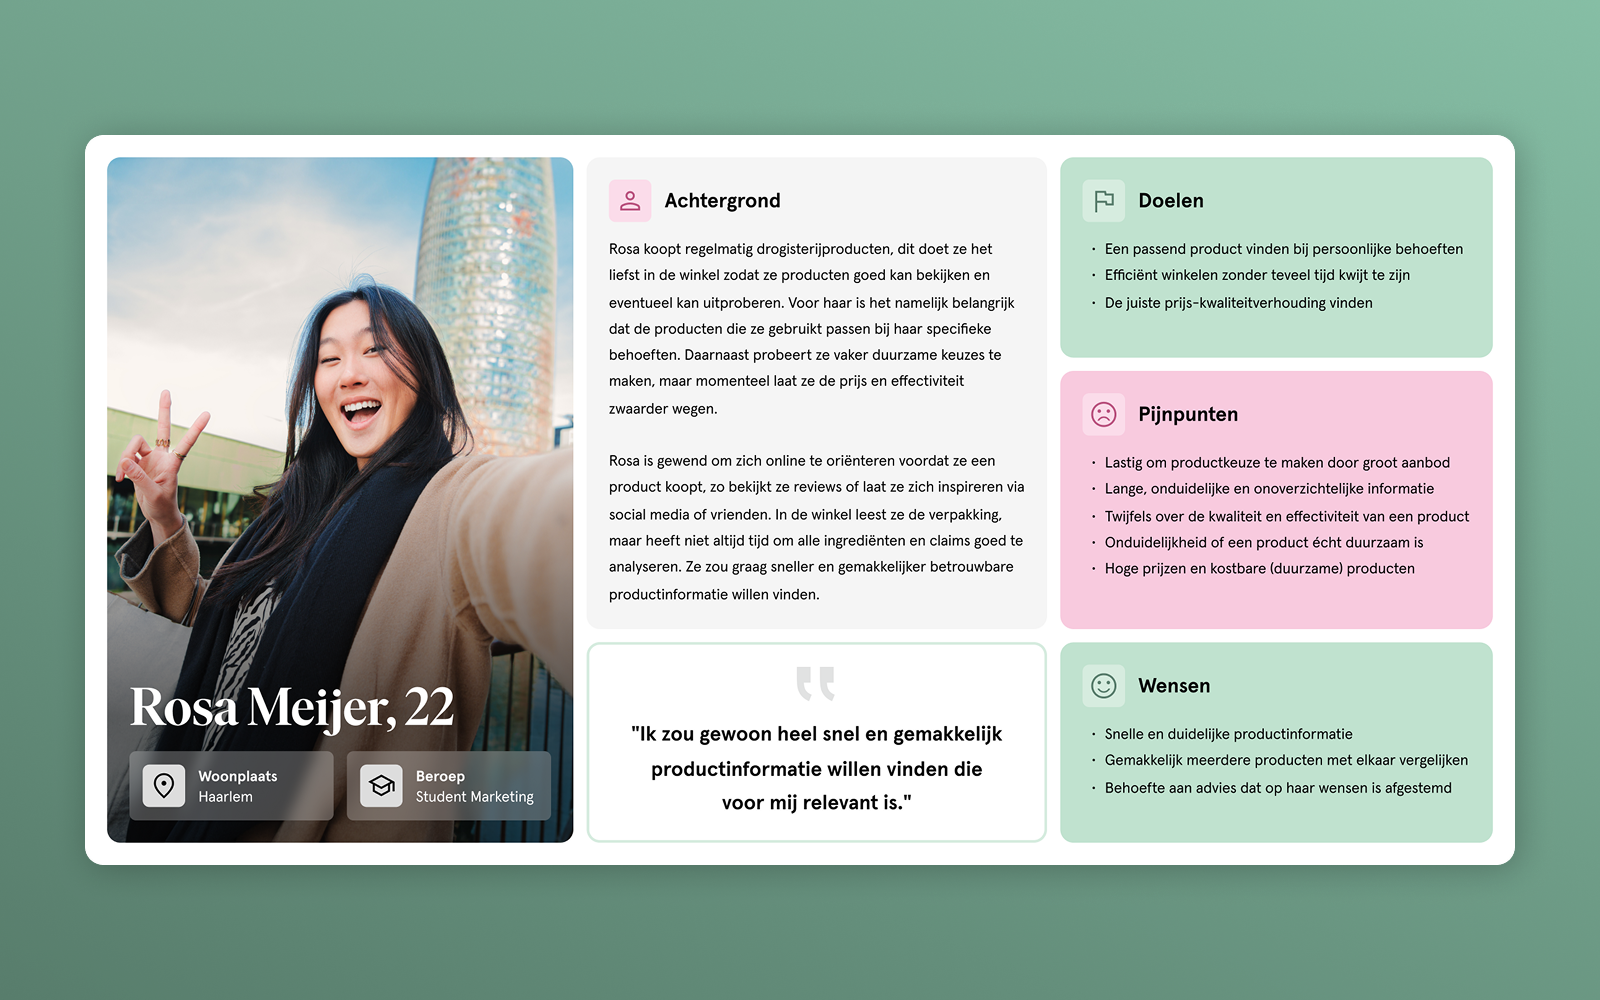 Rosa Meijer, 22
Woonplaats
Haarlem
Beroep
Student Marketing
Achtergrond
Rosa koopt regelmatig drogisterijproducten, dit doet ze het
liefst in de winkel zodat ze producten goed kan bekijken en
eventueel kan uitproberen. Voor haar is het namelijk belangrijk
dat de producten die ze gebruikt passen bij haar specifieke
behoeften. Daarnaast probeert ze vaker duurzame keuzes te
maken, maar momenteel laat ze de prijs en effectiviteit
zwaarder wegen.
Rosa is gewend om zich online te oriënteren voordat ze een
product koopt, zo bekijkt ze reviews of laat ze zich inspireren via
social media of vrienden. In de winkel leest ze de verpakking,
maar heeft niet altijd tijd om alle ingrediënten en claims goed te
analyseren. Ze zou graag sneller en gemakkelijker betrouwbare
productinformatie willen vinden.
"Ik zou gewoon heel snel en gemakkelijk
productinformatie willen vinden die
voor mij relevant is."
Doelen
· Een passend product vinden bij persoonlijke behoeften
· Efficiënt winkelen zonder teveel tijd kwijt te zijn
· De juiste prijs-kwaliteitverhouding vinden
Pijnpunten
· Lastig om productkeuze te maken door groot aanbod
· Lange, onduidelijke en onoverzichtelijke informatie
· Twijfels over de kwaliteit en effectiviteit van een product
· Onduidelijkheid of een product écht duurzaam is
· Hoge prijzen en kostbare (duurzame) producten
Wensen
· Snelle en duidelijke productinformatie
· Gemakkelijk meerdere producten met elkaar vergelijken
· Behoefte aan advies dat op haar wensen is afgestemd